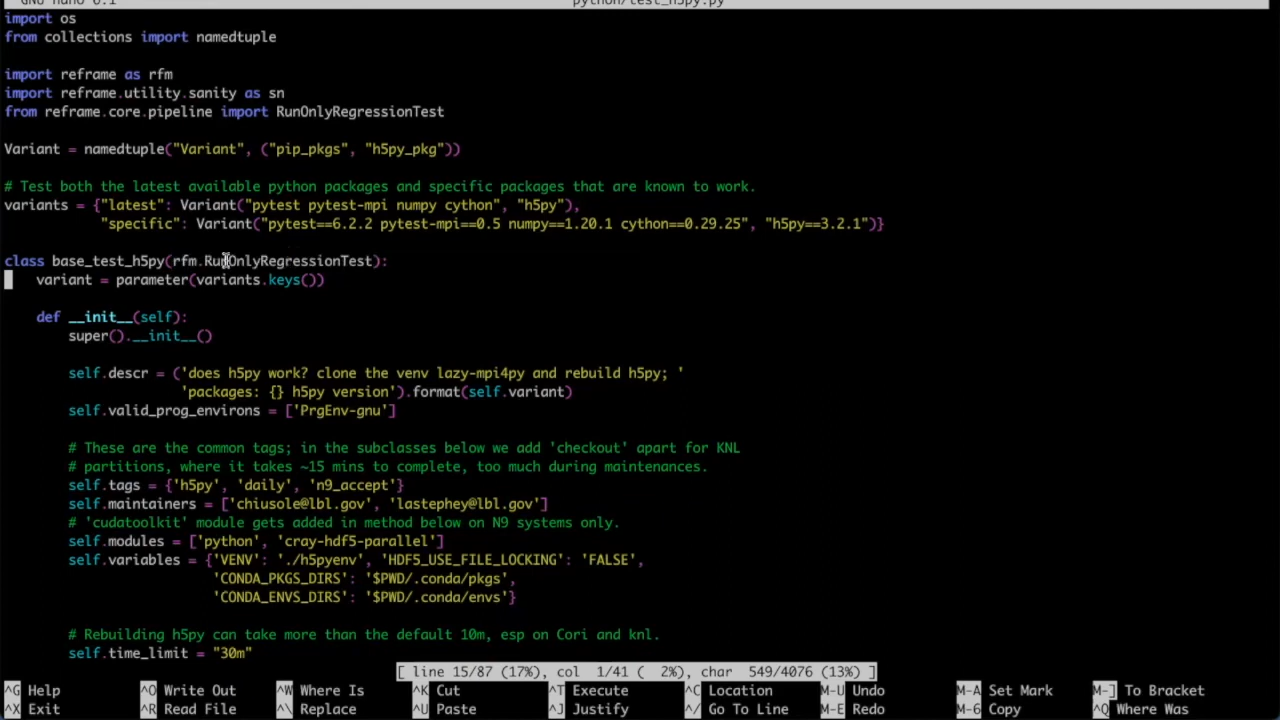 GNU nano 6.1 python/test_h5py.py
import os
from collections import namedtuple
import reframe as rfm
import reframe.utility.sanity as sn
from reframe.core.pipeline import RunOnlyRegressionTest
Variant = namedtuple("Variant", ("pip_pkgs", "h5py_pkg"))
# Test both the latest available python packages and specific packages that are known to work.
variants = {"latest": Variant("pytest pytest-mpi numpy cython", "h5py"),
"specific": Variant("pytest==6.2.2 pytest-mpi==0.5 numpy==1.20.1 cython==0.29.25", "h5py==3.2.1")}
class base_test_h5py(rfm.RunOnlyRegressionTest):
variant = parameter(variants.keys())
def __init__(self):
super().__init__()
self.descr = ('does h5py work? clone the venv lazy-mpi4py and rebuild h5py; '
'packages: {} h5py version').format(self.variant)
self.valid_prog_environs = ['PrgEnv-gnu']
# These are the common tags; in the subclasses below we add 'checkout' apart for KNL
# partitions, where it takes ~15 mins to complete, too much during maintenances.
self.tags = {'h5py', 'daily', 'n9_accept'}
self.maintainers = ['chiusole@lbl.gov', 'lastephey@lbl.gov']
# 'cudatoolkit' module gets added in method below on N9 systems only.
self.modules = ['python', 'cray-hdf5-parallel']
self.variables = {'VENV': './h5pyenv', 'HDF5_USE_FILE_LOCKING': 'FALSE',
'CONDA_PKGS_DIRS': '$PWD/.conda/pkgs',
'CONDA_ENVS_DIRS': '$PWD/.conda/envs'}
# Rebuilding h5py can take more than the default 10m, esp on Cori and knl.
self.time_limit = "30m"
[ line 15/87 (17%), col 1/41 ( 2%), char 549/4076 (13%) ]
^G Help ^O Write Out ^W Where Is ^K Cut ^T Execute ^C Location M-U Undo M-A Set Mark M-] To Bracket
^X Exit ^R Read File ^\ Replace ^U Paste ^J Justify ^/ Go To Line M-E Redo M-6 Copy ^Q Where Was